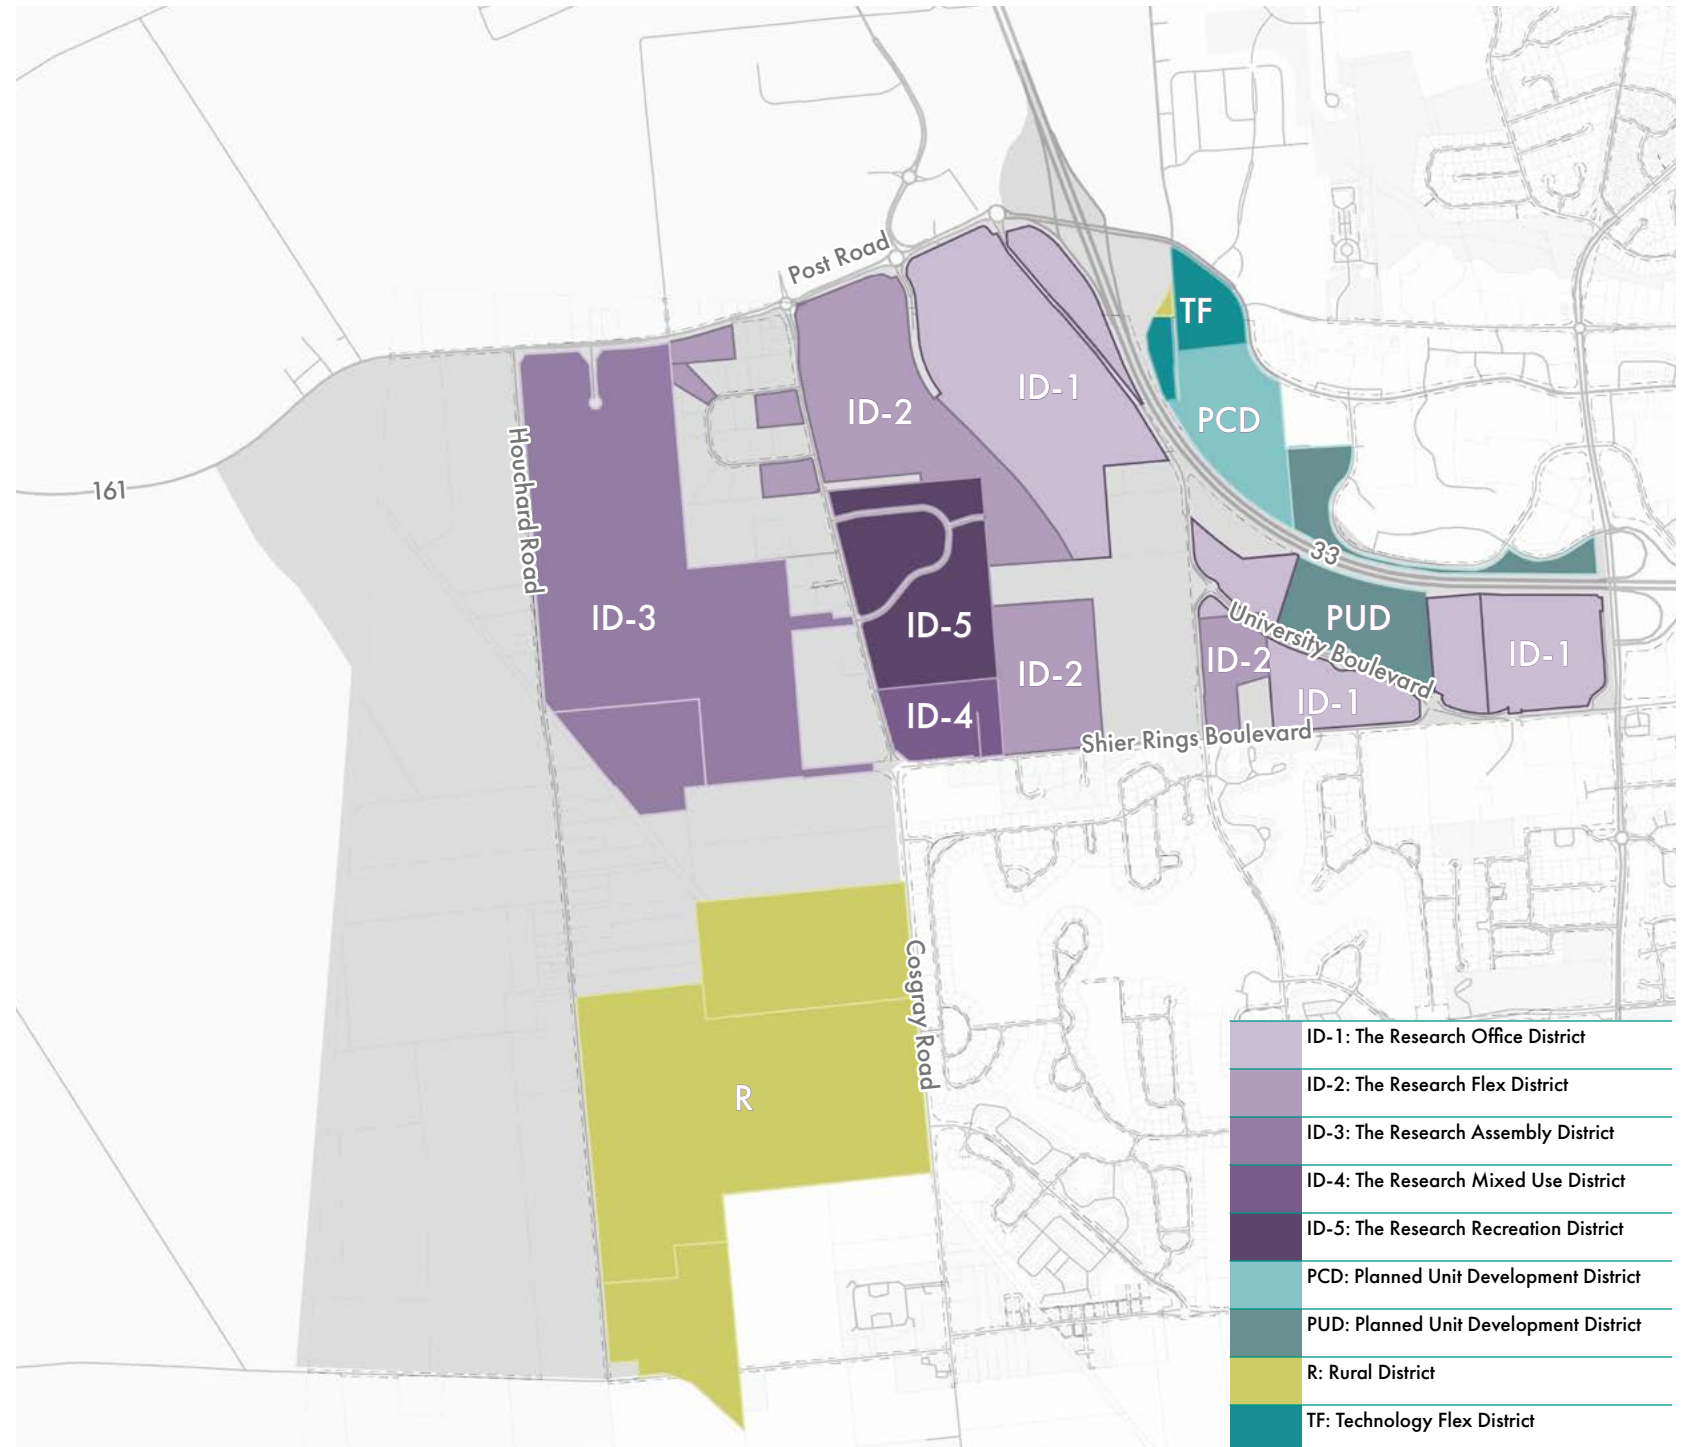 Post Road
TF
ID-1
ID-2
PCD
Houchard Road
161
33
ID-3
ID-5
PUD
University Boulevard
ID-2
ID-2
ID-1
ID-1
ID-4
Shier Rings Boulevard
Cosgray Road
R
ID-1: The Research Office District
ID-2: The Research Flex District
ID-3: The Research Assembly District
ID-4: The Research Mixed Use District
ID-5: The Research Recreation District
PCD: Planned Unit Development District
PUD: Planned Unit Development District
R: Rural District
TF: Technology Flex District